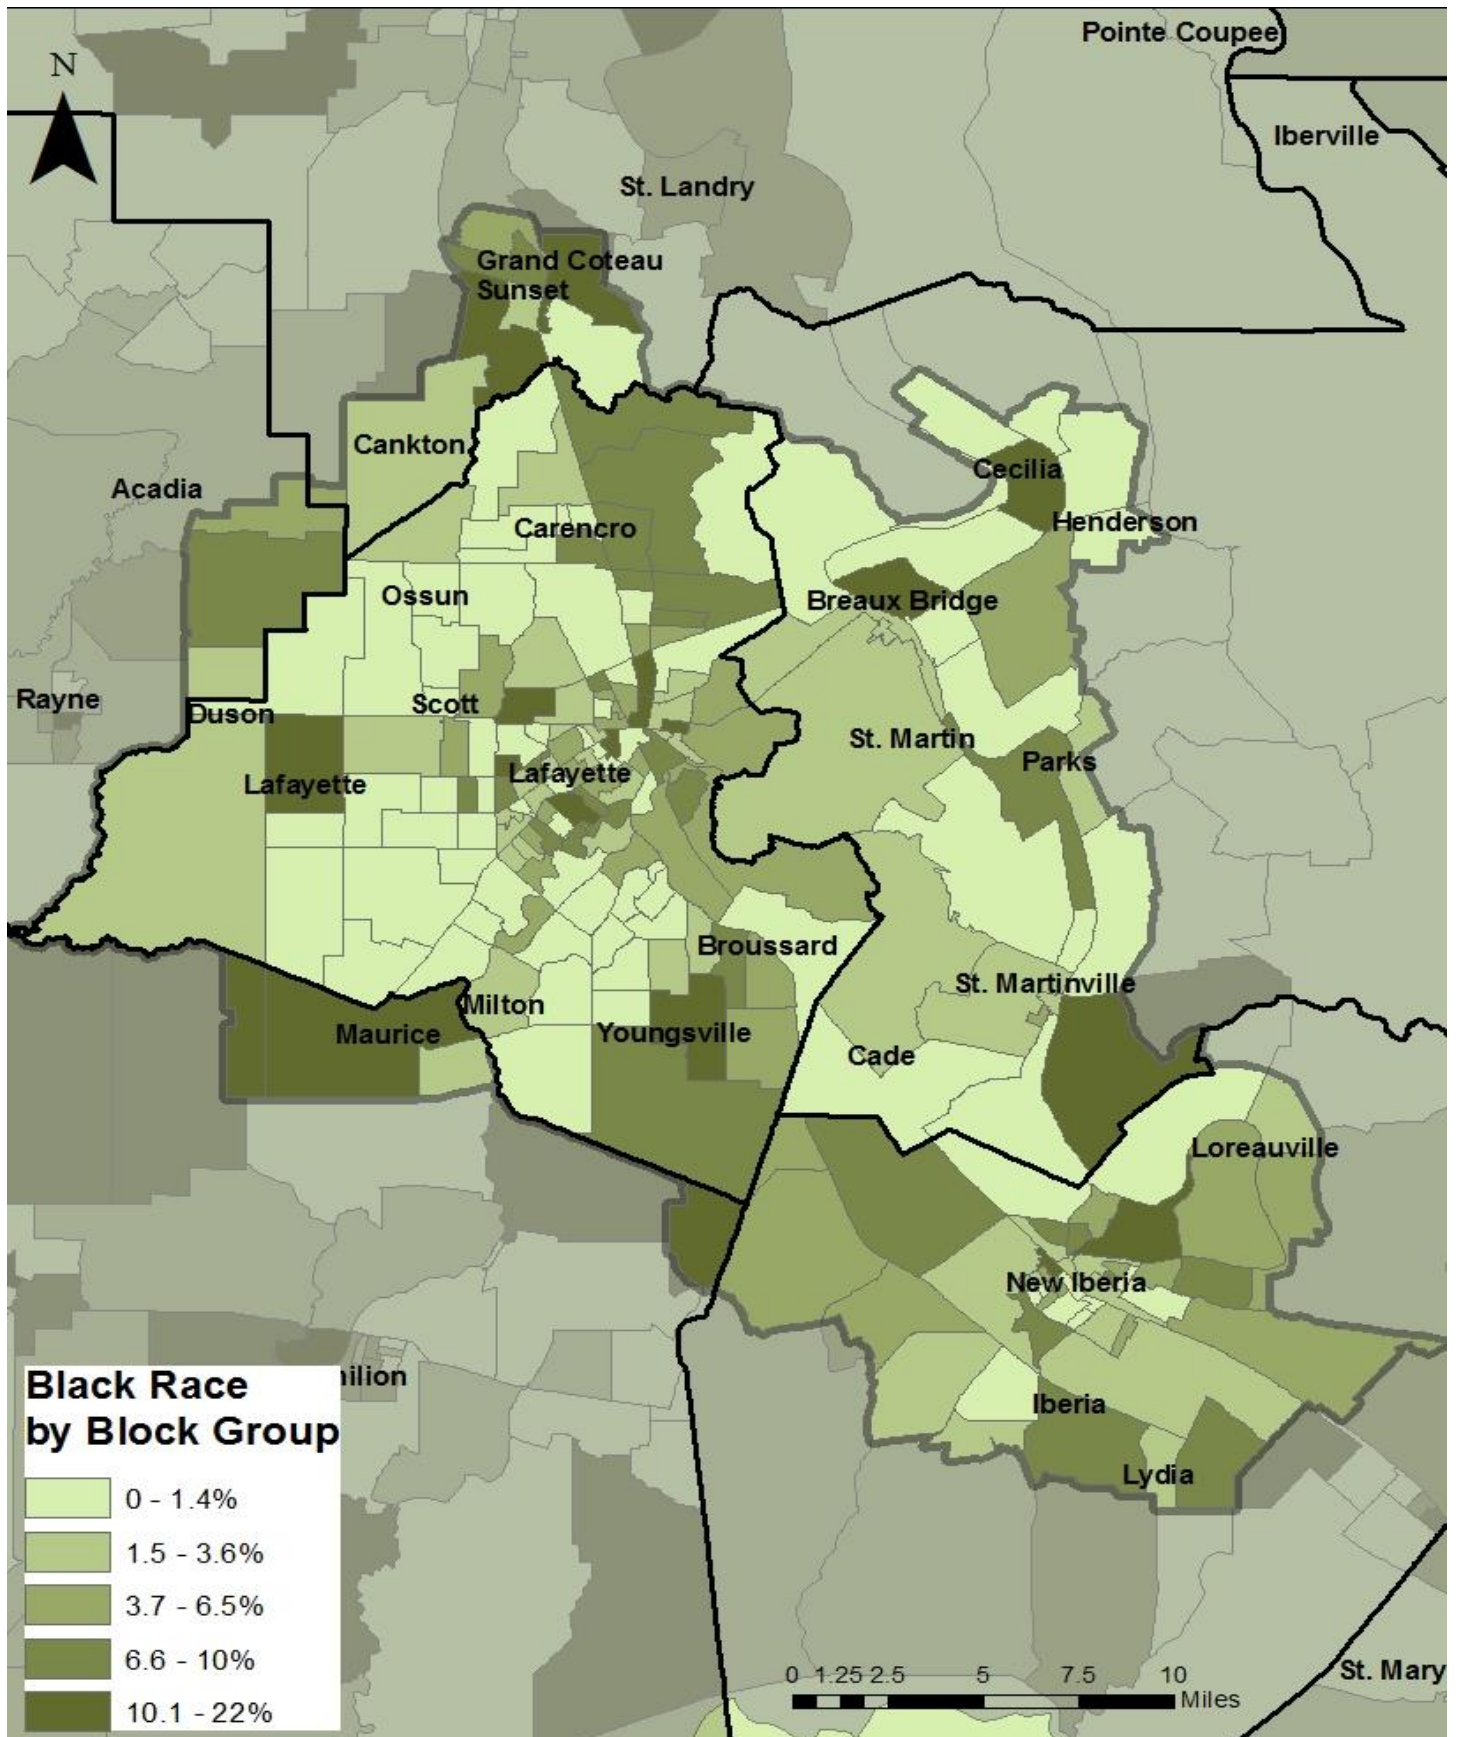 Pointe Coupee
N
Iberville
St. Landry
Grand Coteau
Sunset
Cankton
Cecilia
Acadia
Henderson
Carencro
Ossun
Breaux Bridge
Rayne
Scott
Duson
St. Martin
Parks
Lafayette
Lafayette
Broussard
St. Martinville
Milton
Maurice
Youngsville
Cade
Loreauville
New Iberia
Iberia
Lydia
St. Mary
Black Race
by Block Group
0 - 1.4%
1.5 - 3.6%
3.7 - 6.5%
6.6 - 10%
10.1 - 22%
0 1.25 2.5 5 7.5 10
Miles